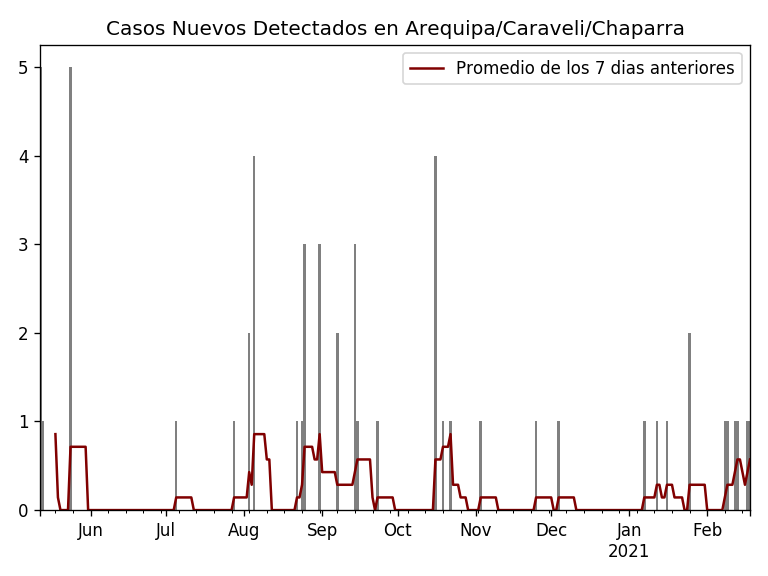 Casos Nuevos Detectados en Arequipa/Caraveli/Chaparra
Promedio de los 7 dias anteriores
5
4
3
2
1
0
Jun Jul Aug Sep Oct Nov Dec Jan Feb
2021